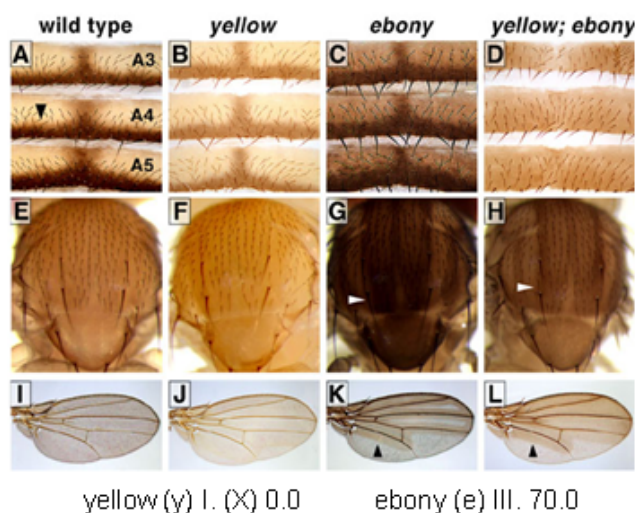 wild type yellow ebony yellow; ebony
A A3 B C D
A4
A5
E F G H
I J K L
yellow (y) I. (X) 0.0 ebony (e) III. 70.0